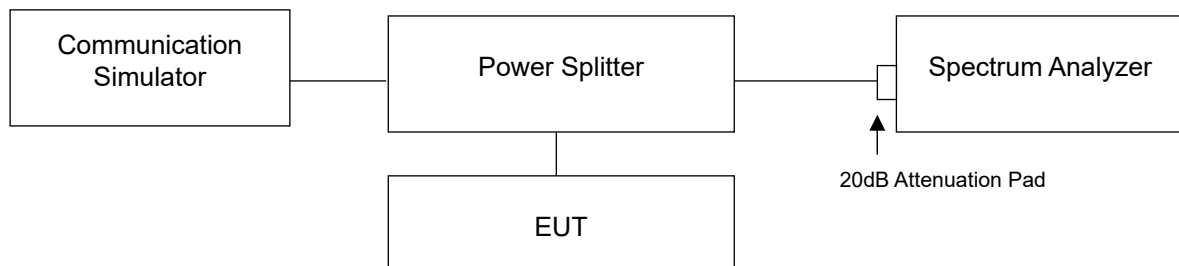 Communication
Simulator
Power Splitter
Spectrum Analyzer
20dB Attenuation Pad
EUT